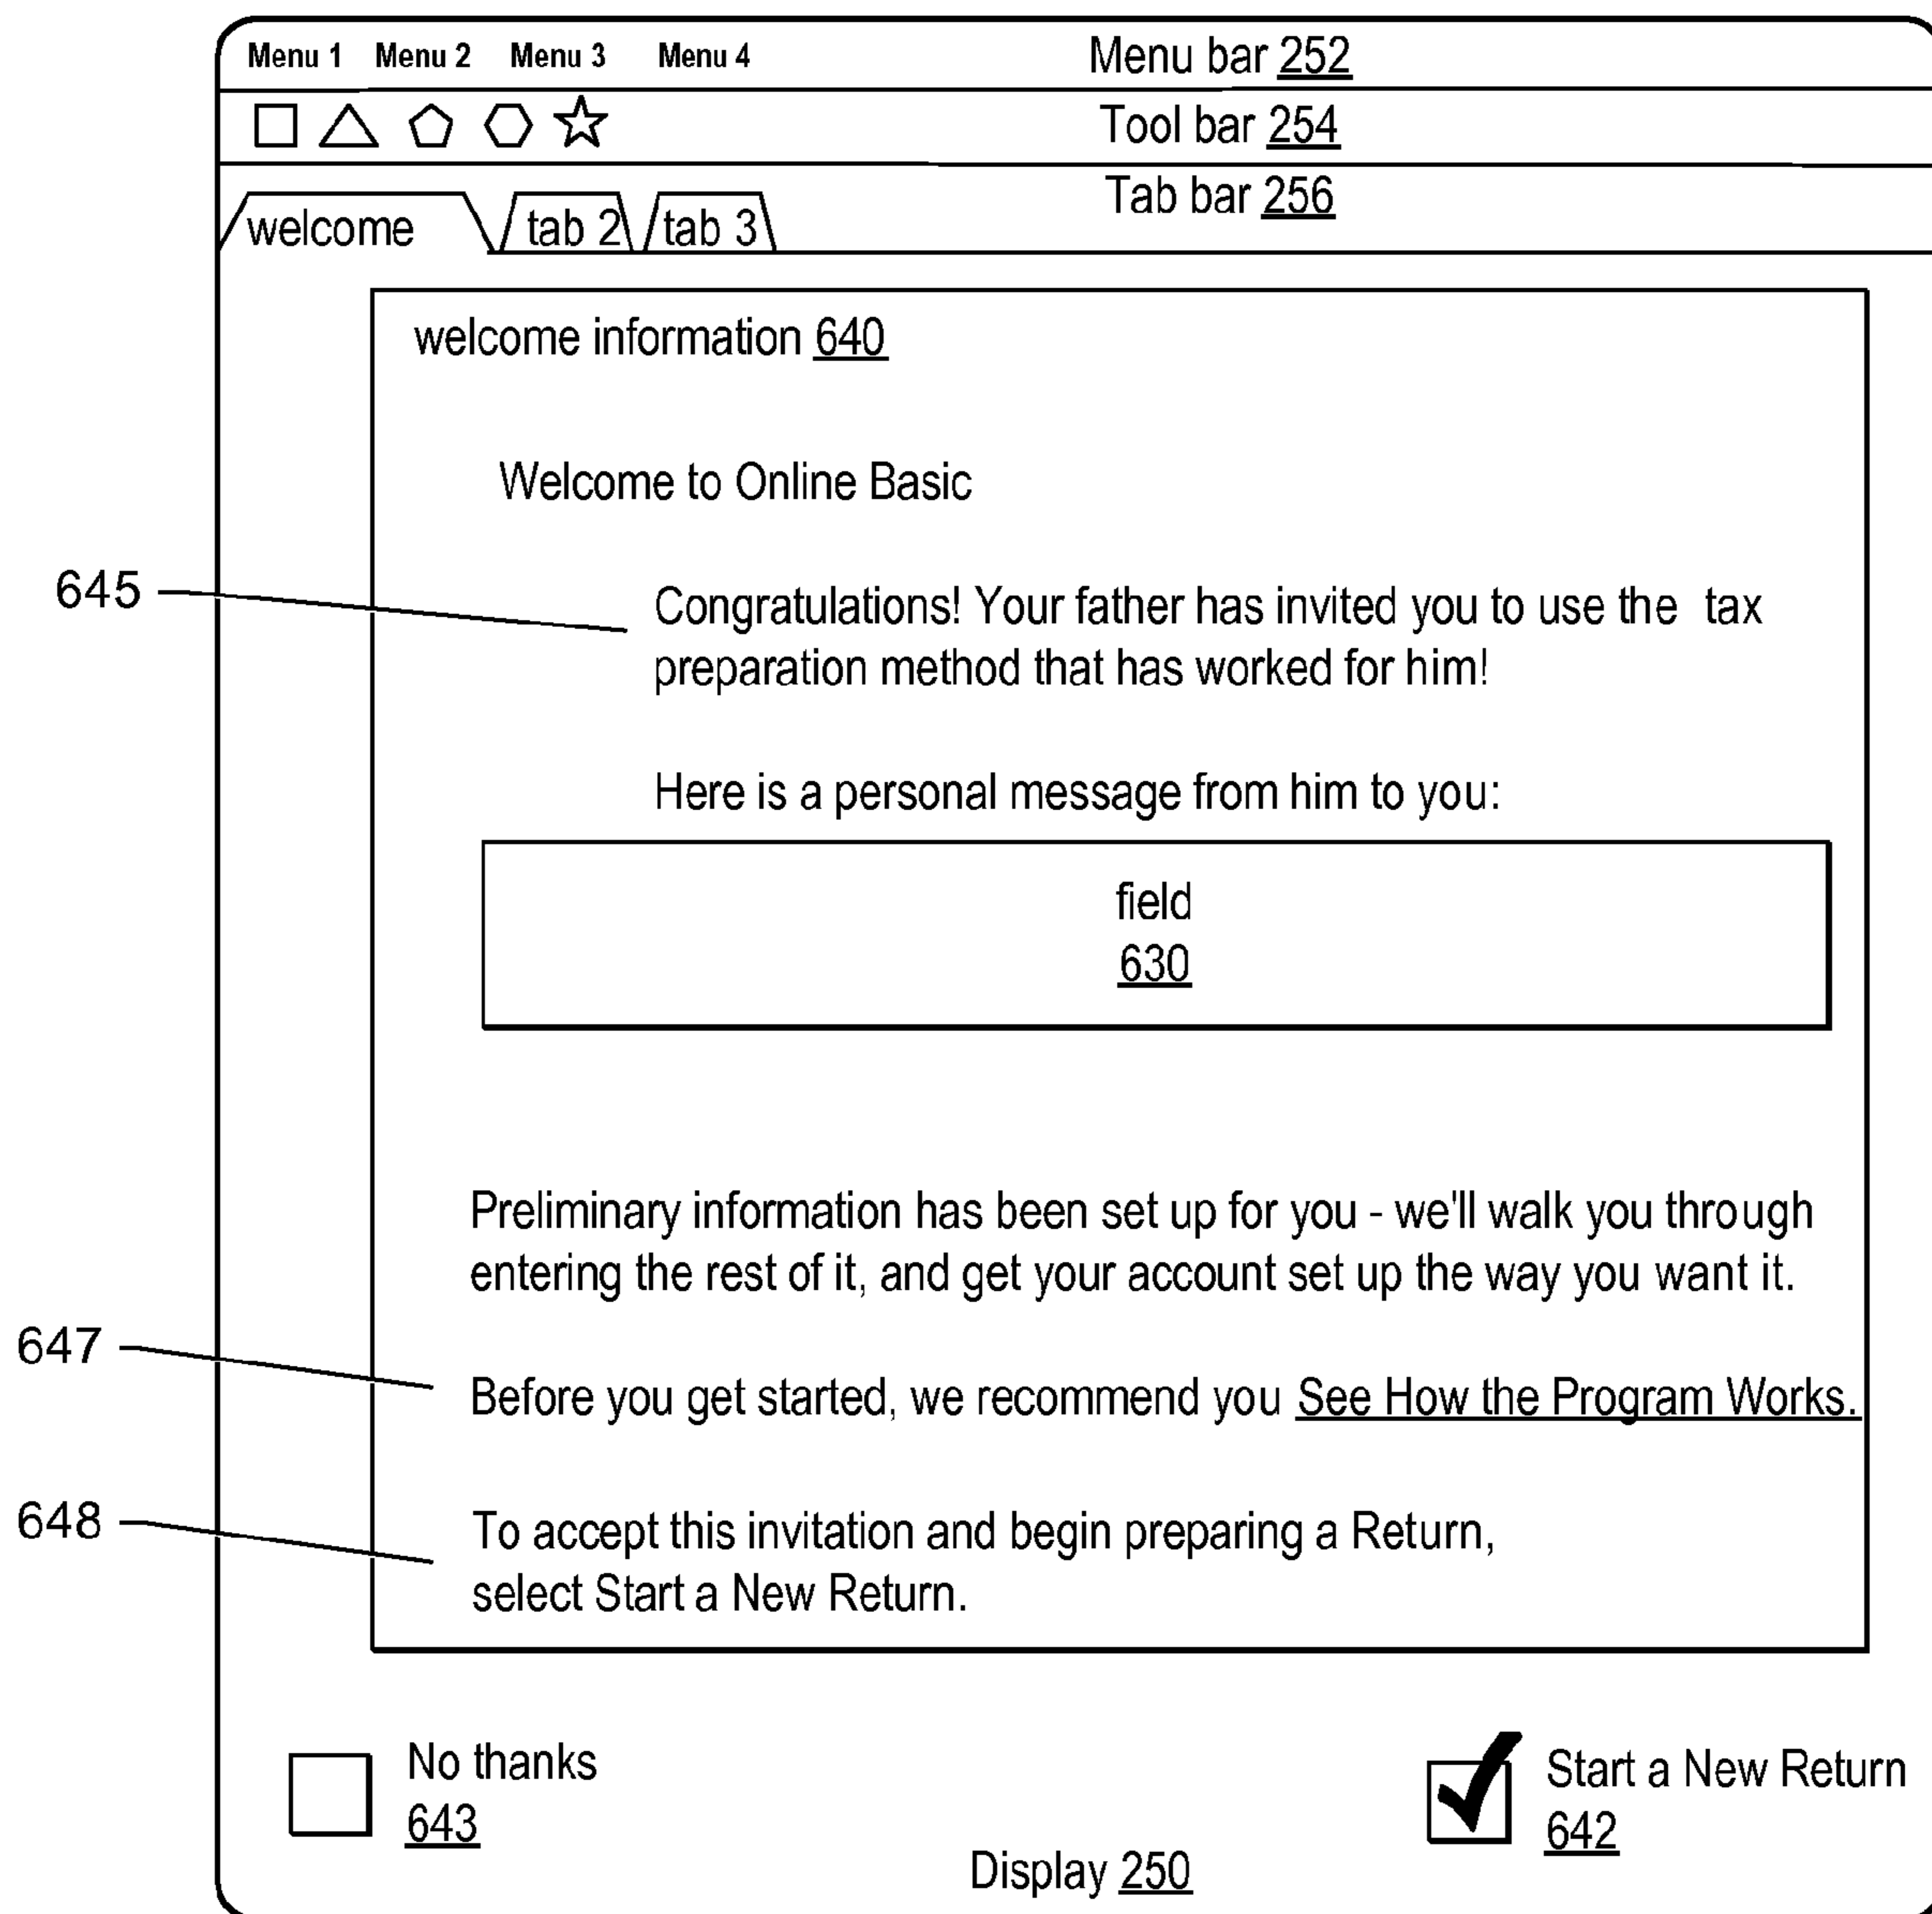 Menu 1 Menu 2 Menu 3 Menu 4 Menu bar 252
Tool bar 254
Tab bar 256
welcome tab 2 tab 3
welcome information 640
Welcome to Online Basic
645
Congratulations! Your father has invited you to use the tax
preparation method that has worked for him!
Here is a personal message from him to you:
field
630
Preliminary information has been set up for you - we'll walk you through
entering the rest of it, and get your account set up the way you want it.
647
Before you get started, we recommend you See How the Program Works.
648
To accept this invitation and begin preparing a Return,
select Start a New Return.
No thanks
643
Start a New Return
642
Display 250